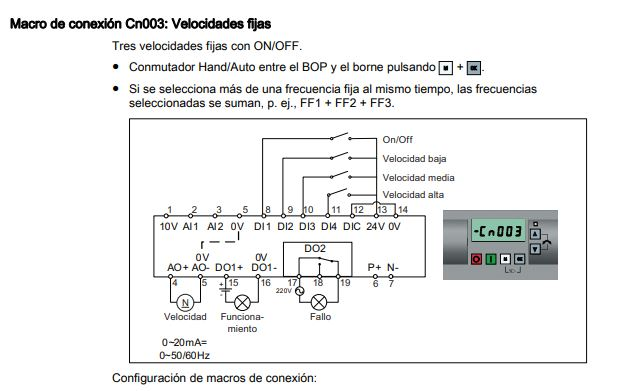 Macro de conexión Cn003: Velocidades fijas
Tres velocidades fijas con ON/OFF.
• Conmutador Hand/Auto entre el BOP y el borne pulsando M + OK.
• Si se selecciona más de una frecuencia fija al mismo tiempo, las frecuencias
seleccionadas se suman, p. ej., FF1 + FF2 + FF3.
On/Off
Velocidad baja
Velocidad media
Velocidad alta
1 2 3 5 8 9 10 11 12 13 14
10V AI1 AI2 0V DI1 DI2 DI3 DI4 DIC 24V 0V
-Cn003
DO2
0V 0V
AO+ AO- DO1+ DO1- P+ N-
4 5 15 16 17 18 19 6 7
+ -
220V
N
Velocidad
Funciona-
miento
Fallo
0~20mA=
0~50/60Hz
Configuración de macros de conexión: